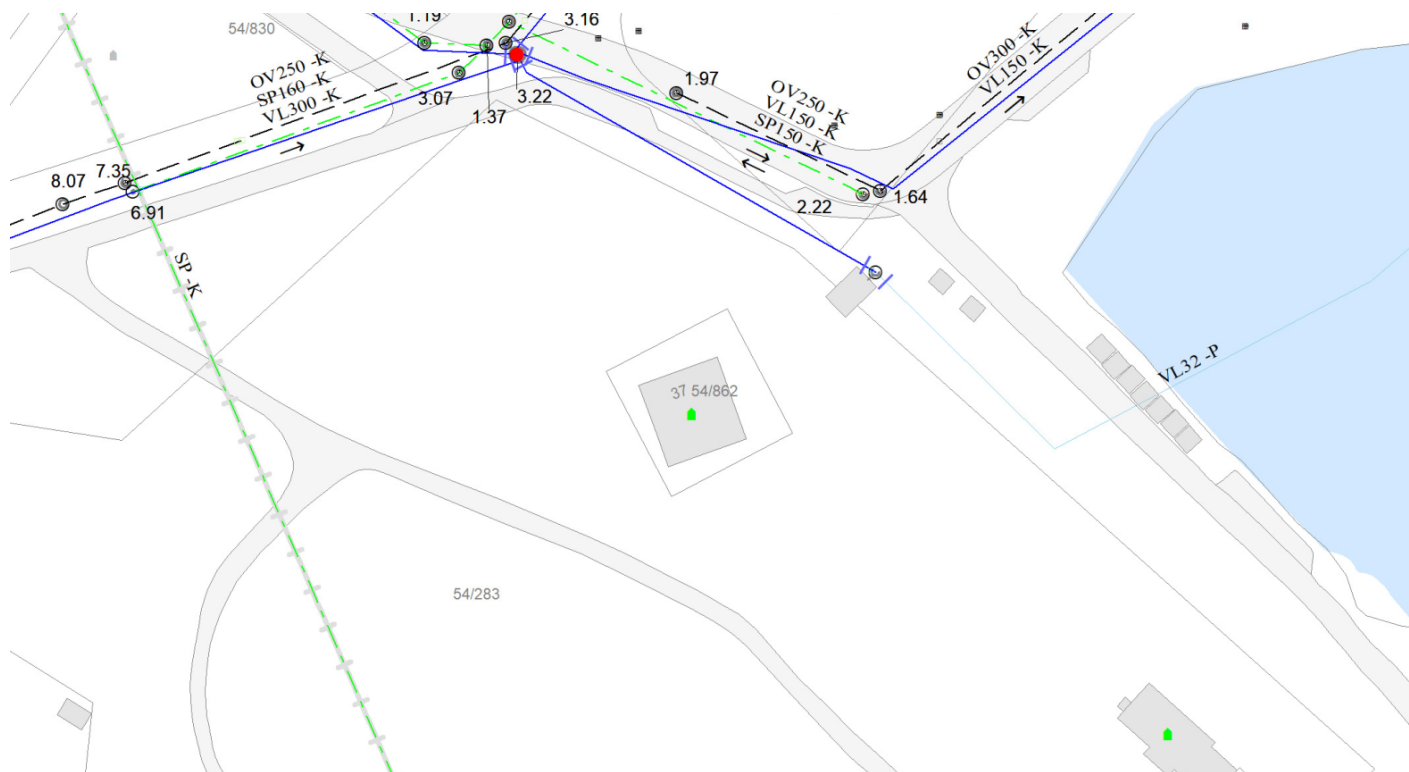 1.19
3.16
54/830
OV250 -K
SP160 -K
VL300 -K
3.07
1.37
3.22
1.97
OV250 -K
VL150 -K
SP150 -K
OV300 -K
VL150 -K
7.35
8.07
6.91
1.64
2.22
SP -K
VL32 -P
37 54/862
54/283